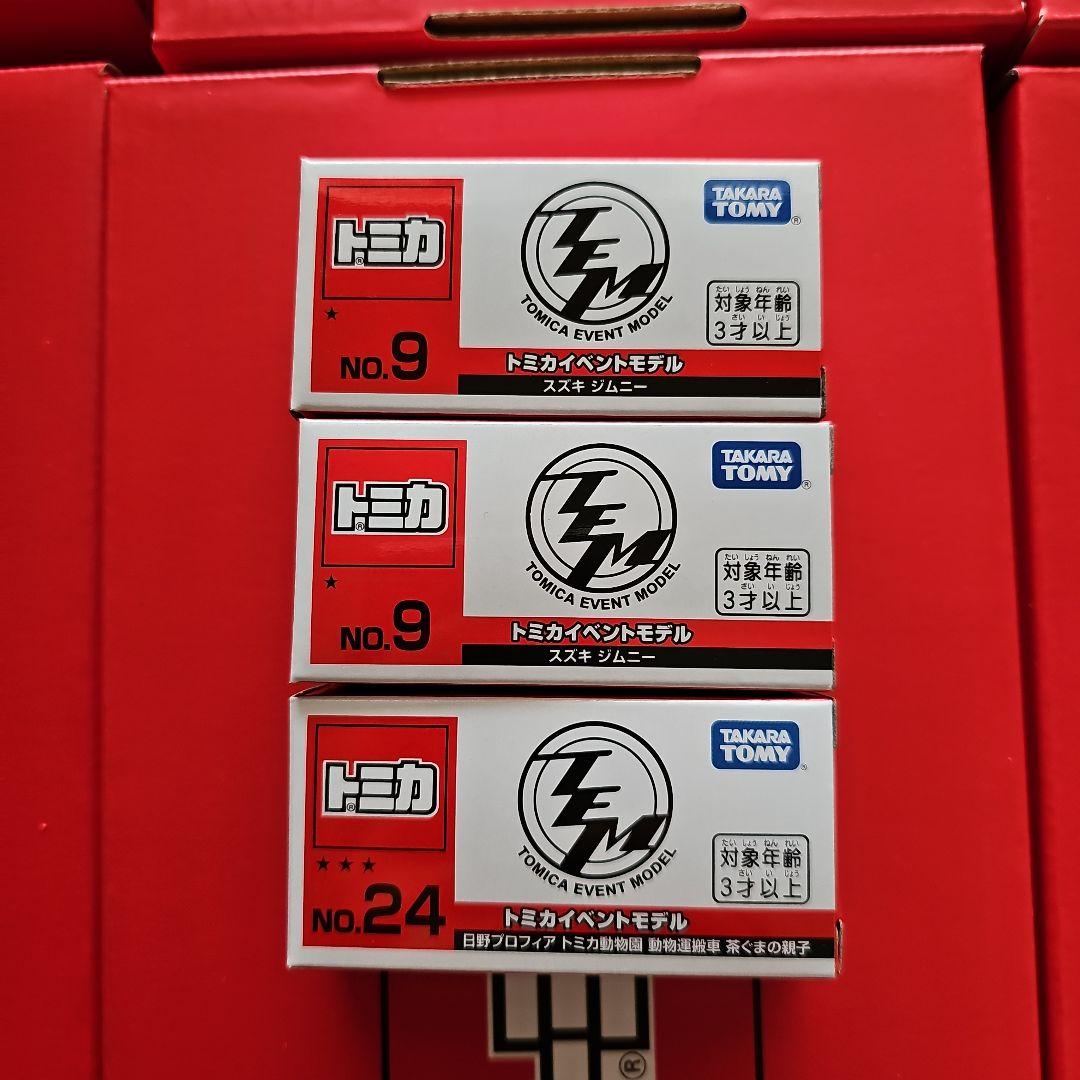 トミカ
®
★
NO.9
TEM
TOMICA EVENT MODEL
TAKARA
TOMY
®
たい しょう ねん れい
対象年齢
さい い じょう
3才以上
トミカイベントモデル
スズキ ジムニー
トミカ
®
★
NO.9
TEM
TOMICA EVENT MODEL
TAKARA
TOMY
®
たい しょう ねん れい
対象年齢
さい い じょう
3才以上
トミカイベントモデル
スズキ ジムニー
トミカ
®
★★★
NO.24
TEM
TOMICA EVENT MODEL
TAKARA
TOMY
®
たい しょう ねん れい
対象年齢
さい い じょう
3才以上
トミカイベントモデル
日野プロフィア トミカ動物園 動物運搬車 茶ぐまの親子
®